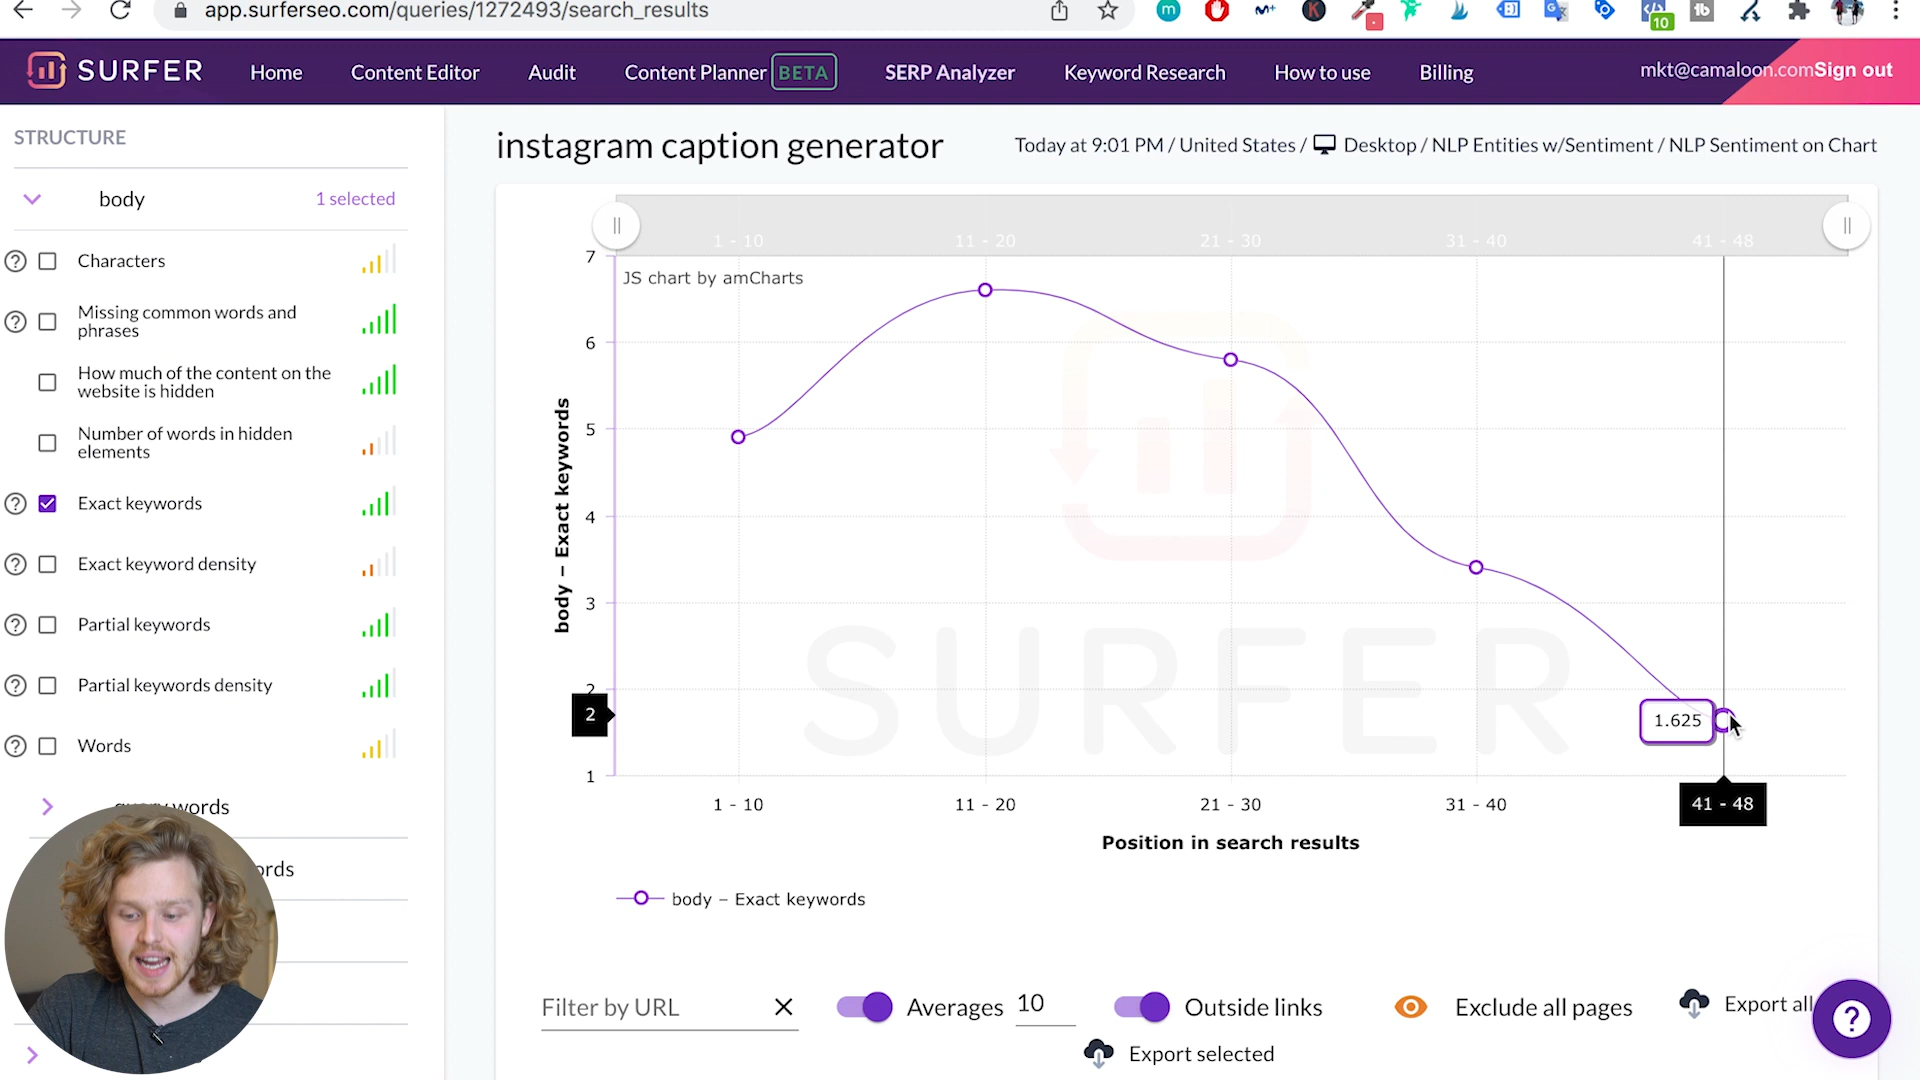 app.surferseo.com/queries/1272493/search_results
10
SURFER
Home
Content Editor
Audit
Content Planner BETA
SERP Analyzer
Keyword Research
How to use
Billing
mkt@camaloon.com
Sign out
STRUCTURE
body
1 selected
Characters
Missing common words and
phrases
How much of the content on the
website is hidden
Number of words in hidden
elements
Exact keywords
Exact keyword density
Partial keywords
Partial keywords density
Words
words
instagram caption generator
Today at 9:01 PM / United States / Desktop / NLP Entities w/Sentiment / NLP Sentiment on Chart
1 - 10
11 - 20
21 - 30
31 - 40
41 - 48
JS chart by amCharts
7
6
5
4
3
2
2
1
body – Exact keywords
SURFER
1.625
1 - 10
11 - 20
21 - 30
31 - 40
41 - 48
Position in search results
body – Exact keywords
Filter by URL
Averages 10
Outside links
Exclude all pages
Export all
Export selected